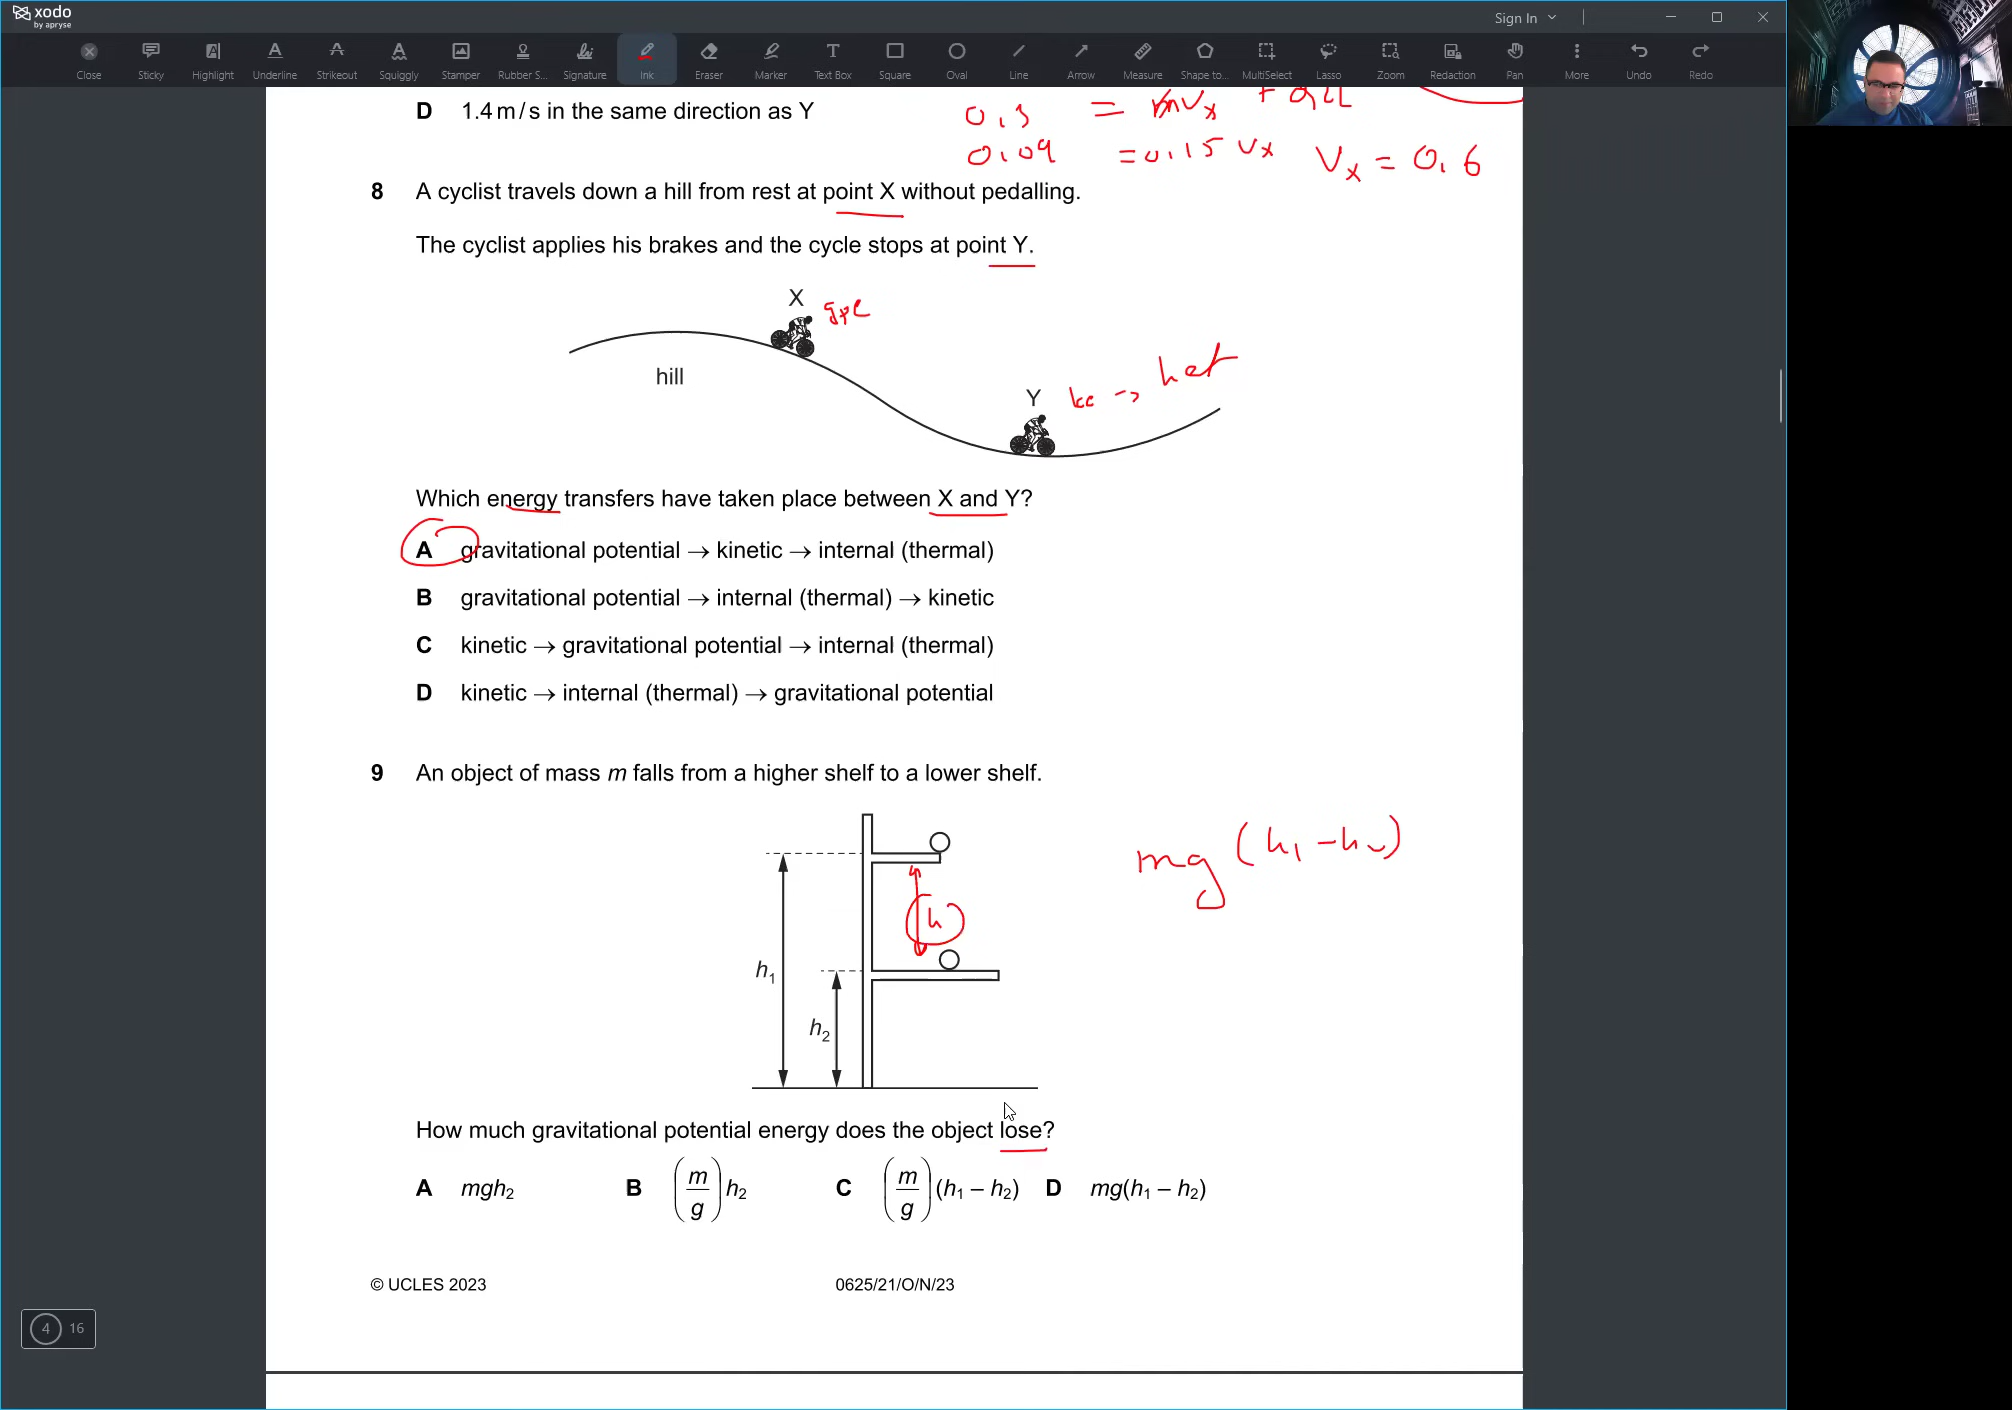 xodo
by apryse
Sign In
Close Sticky Highlight Underline Strikeout Squiggly Stamper Rubber S... Signature Ink Eraser Marker Text Box Square Oval Line Arrow Measure Shape to... MultiSelect Lasso Zoom Redaction Pan More Undo Redo
D 1.4 m/s in the same direction as Y
0.3 = mvx
0.09 = 0.15 vx vx = 0.6
8 A cyclist travels down a hill from rest at point X without pedalling.
The cyclist applies his brakes and the cycle stops at point Y.
X gpe
hill
Y ke → heat
Which energy transfers have taken place between X and Y?
A gravitational potential → kinetic → internal (thermal)
B gravitational potential → internal (thermal) → kinetic
C kinetic → gravitational potential → internal (thermal)
D kinetic → internal (thermal) → gravitational potential
9 An object of mass m falls from a higher shelf to a lower shelf.
mg (h₁ – h₂)
h
h₁
h₂
How much gravitational potential energy does the object lose?
A mgh₂ B (m/g) h₂ C (m/g) (h₁ – h₂) D mg(h₁ – h₂)
© UCLES 2023 0625/21/O/N/23
4 16